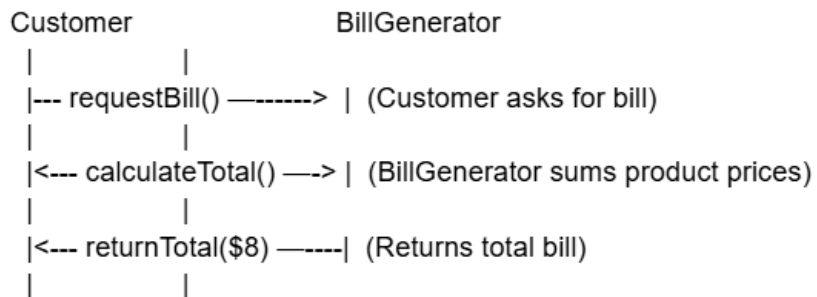 Customer                    BillGenerator
|                    |
|--- requestBill() —------> | (Customer asks for bill)
|                    |
|<--- calculateTotal() —-> | (BillGenerator sums product prices)
|                    |
|<--- returnTotal($8) —----| (Returns total bill)
|                    |